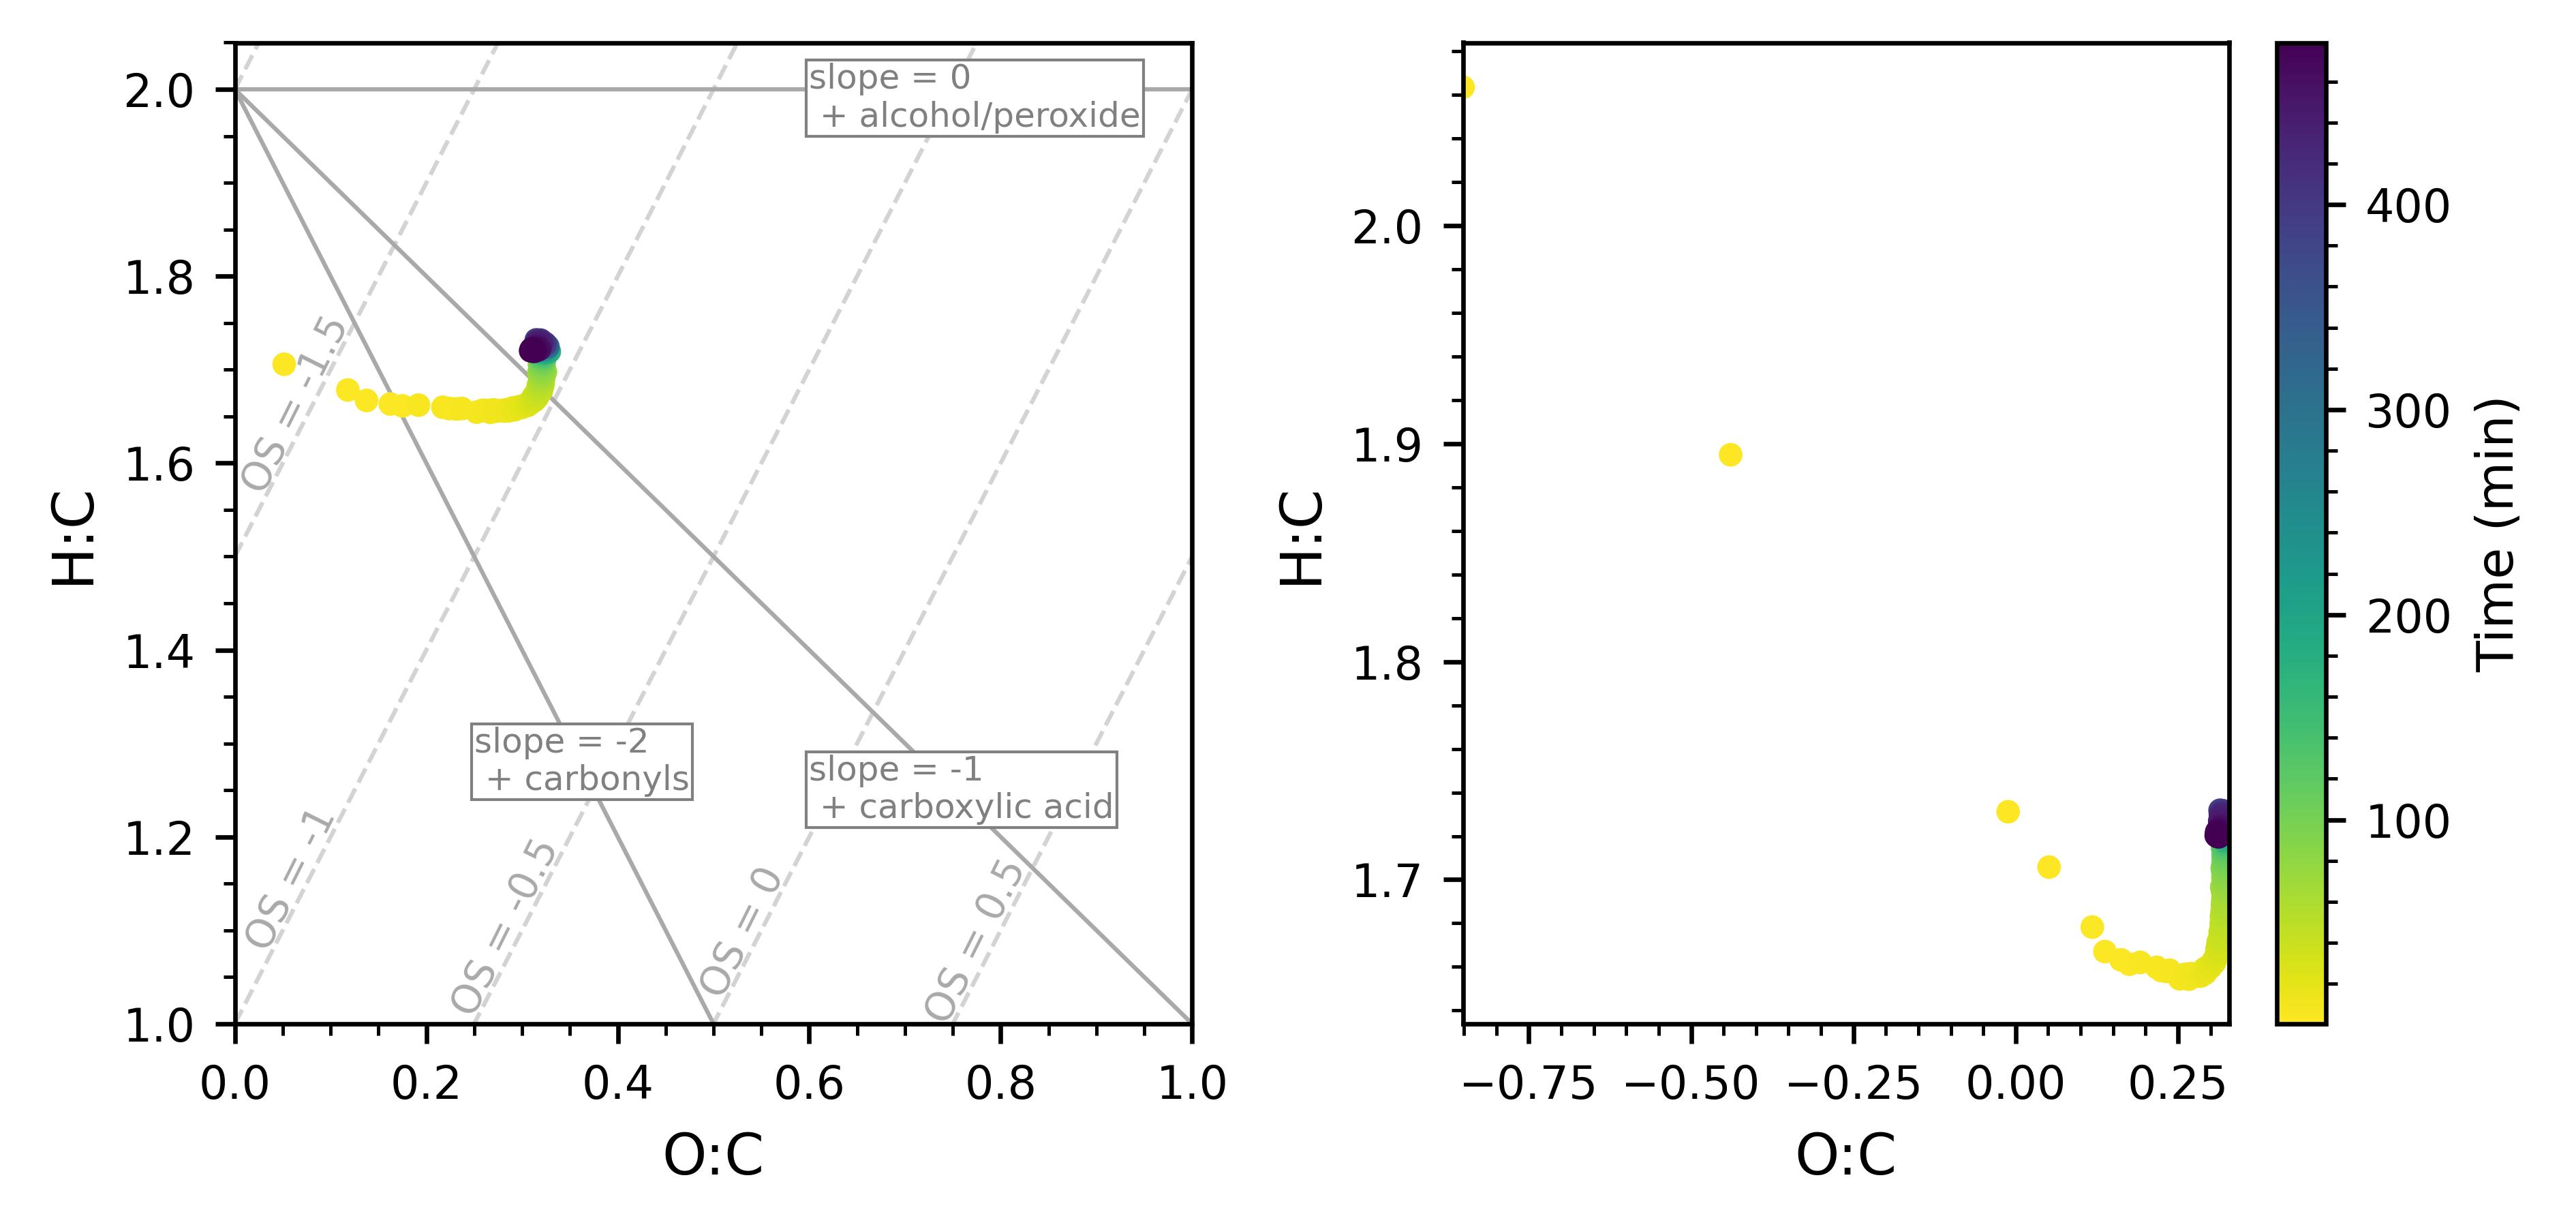 2.0
1.8
1.6
1.4
1.2
1.0
H:C
0.0
0.2
0.4
0.6
0.8
1.0
O:C
slope = 0
+ alcohol/peroxide
slope = -2
+ carbonyls
slope = -1
+ carboxylic acid
OS = -1.5
OS = -1
OS = -0.5
OS = 0
OS = 0.5
2.0
1.9
1.8
1.7
H:C
−0.75
−0.50
−0.25
0.00
0.25
O:C
400
300
200
100
Time (min)